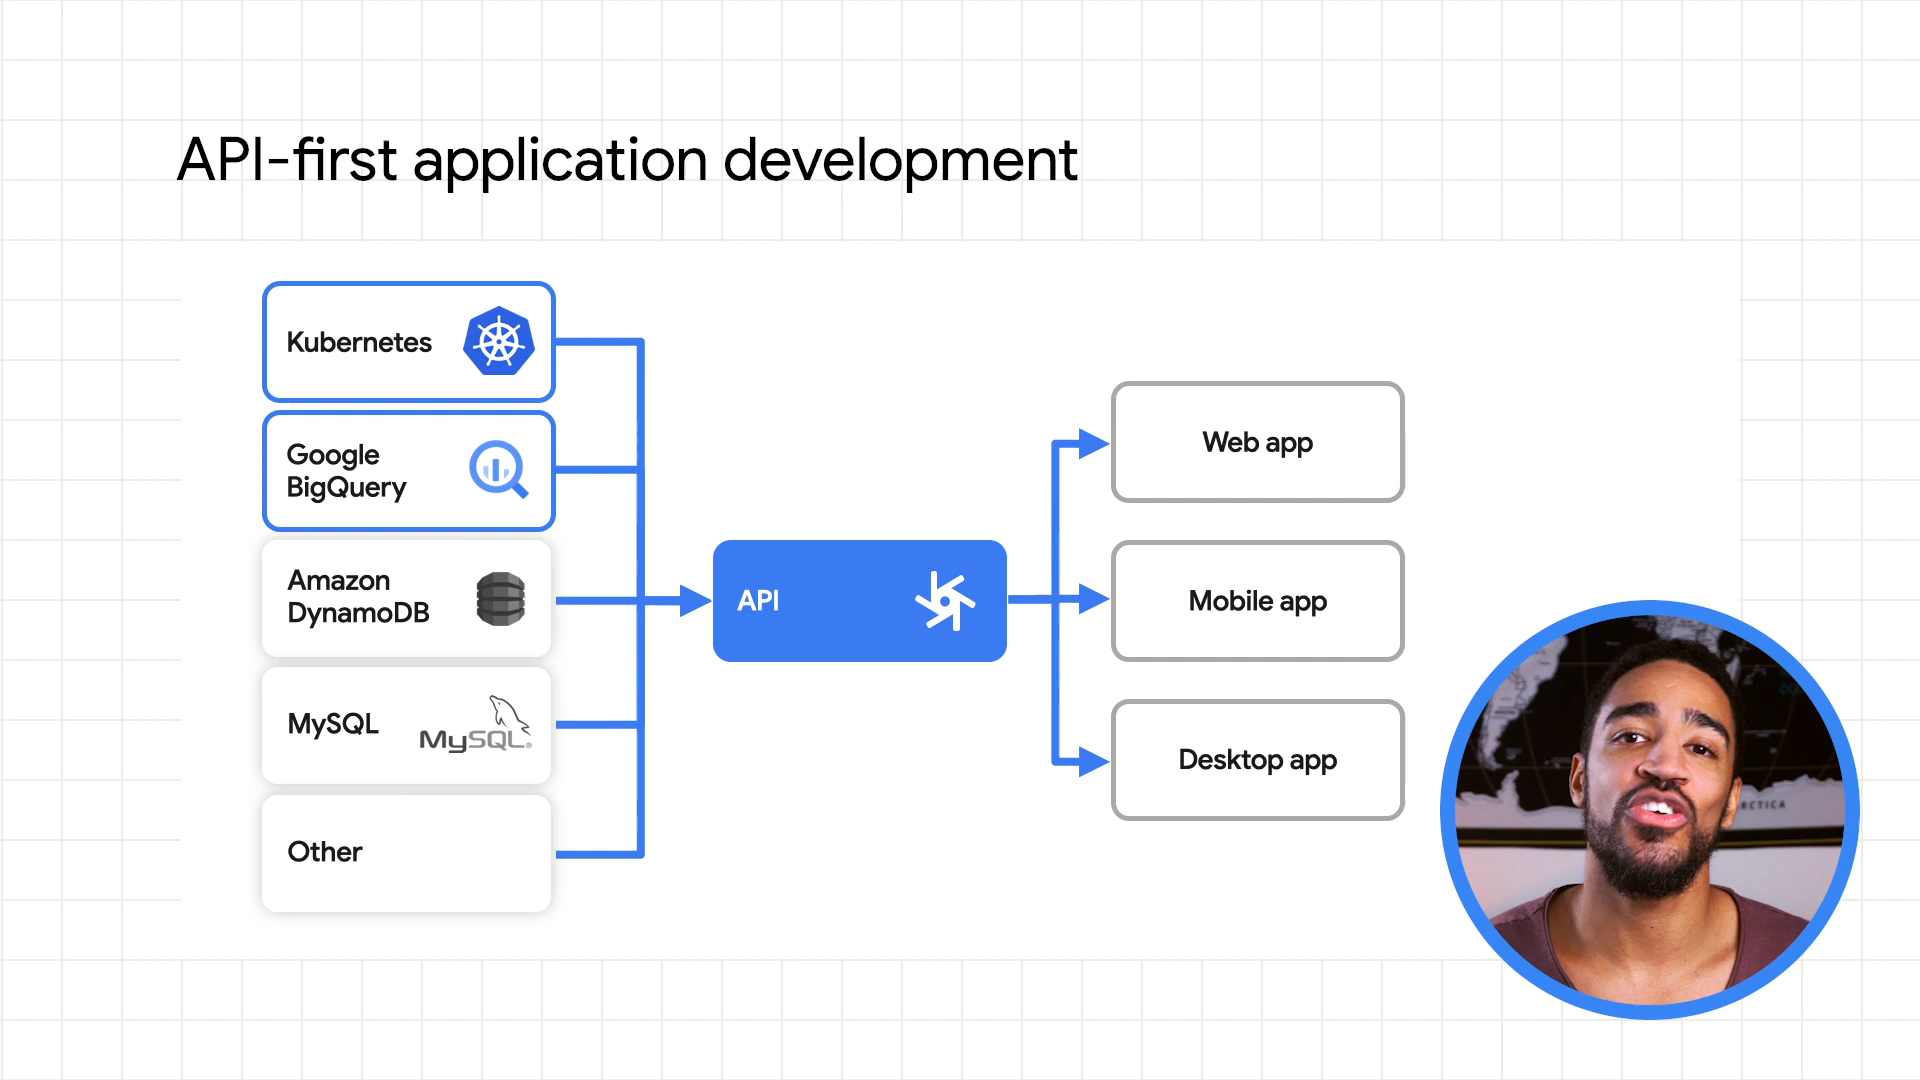 API-first application development
Kubernetes
Google
BigQuery
Amazon
DynamoDB
MySQL
MySQL®
Other
API
Web app
Mobile app
Desktop app
RCTICA